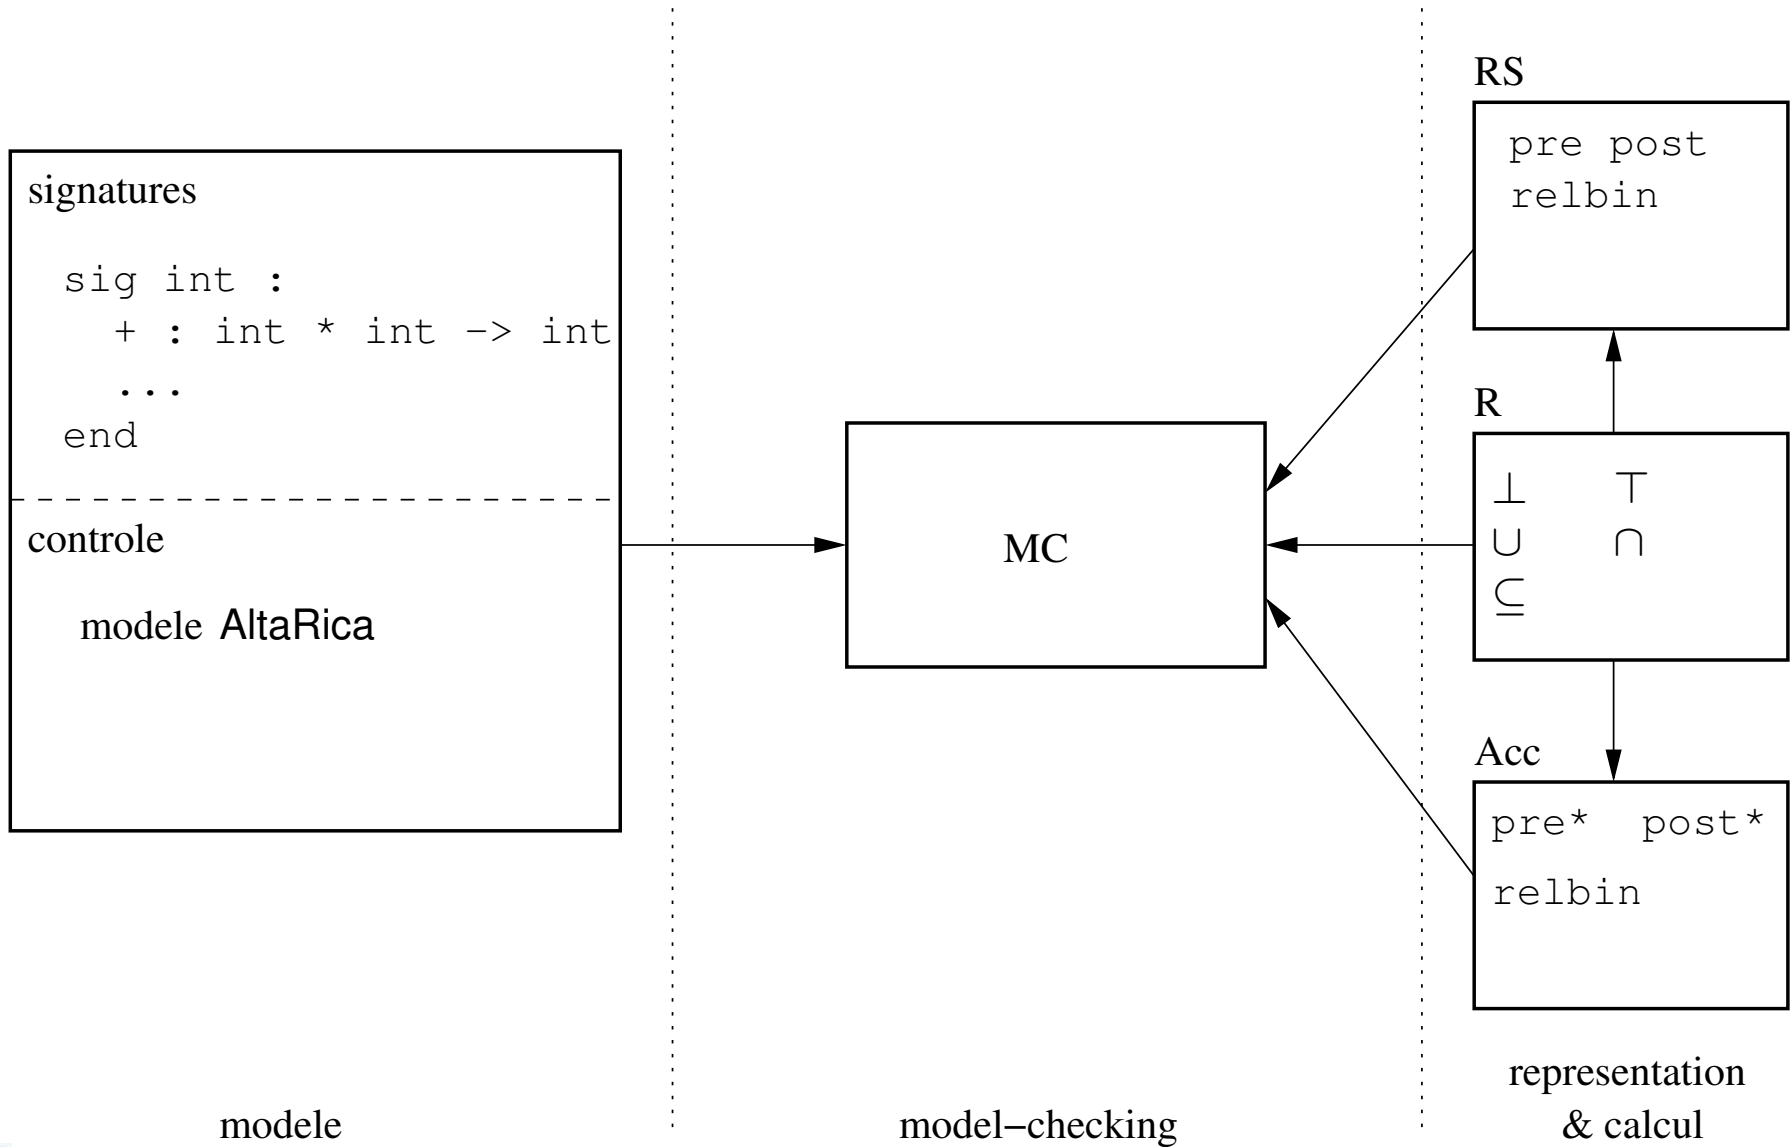 signatures
sig int :
+ : int * int -> int
...
end
controle
modele AltaRica
modele
MC
model-checking
RS
pre post
relbin
R
⊥ ⊤
∪ ∩
⊆
Acc
pre* post*
relbin
representation
& calcul